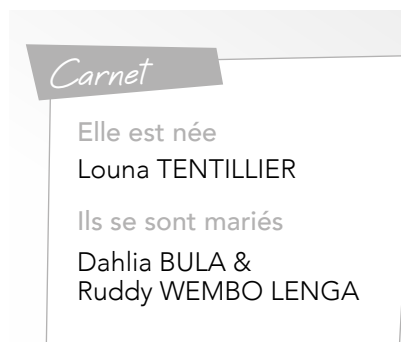 Carnet
Elle est née
Louna TENTILLIER
Ils se sont mariés
Dahlia BULA &
Ruddy WEMBO LENGA